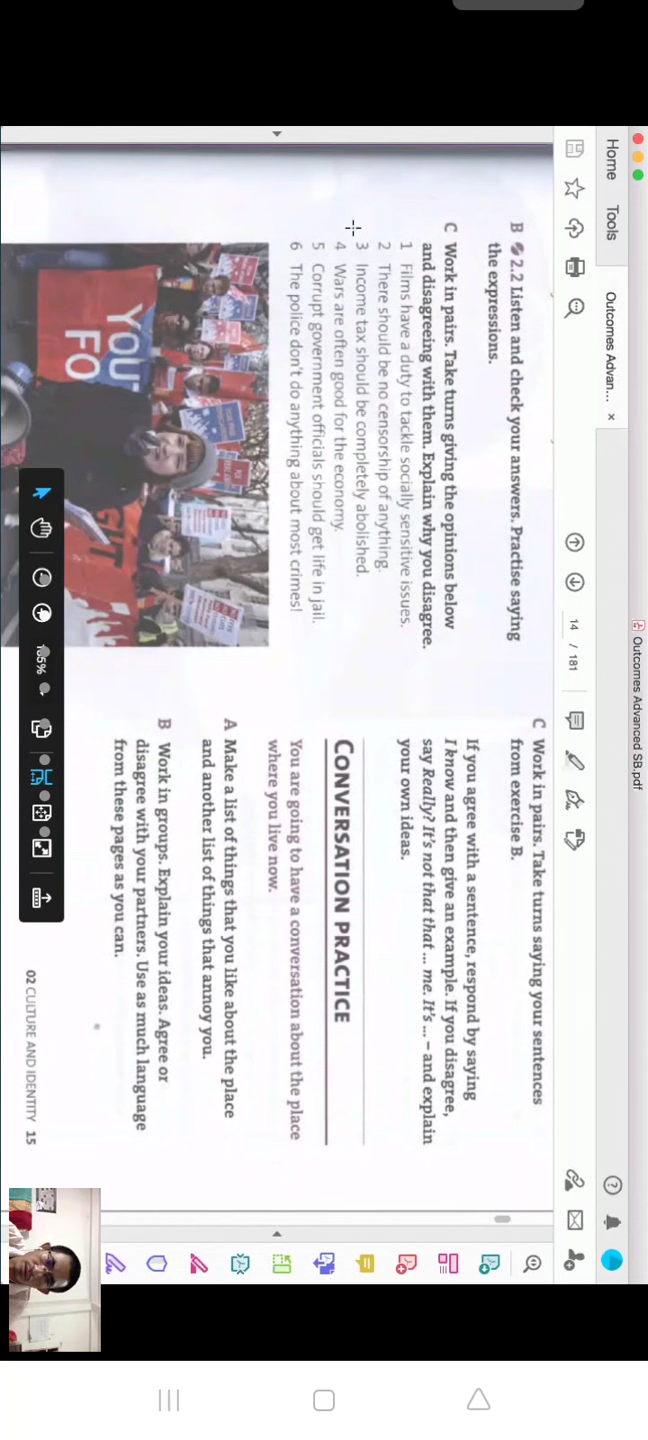 Home
Tools
Outcomes Advan... ×
Outcomes Advanced SB.pdf
14 / 181
B 2.2 Listen and check your answers. Practise saying
the expressions.
C Work in pairs. Take turns giving the opinions below
and disagreeing with them. Explain why you disagree.
1 Films have a duty to tackle socially sensitive issues.
2 There should be no censorship of anything.
3 Income tax should be completely abolished.
4 Wars are often good for the economy.
5 Corrupt government officials should get life in jail.
6 The police don't do anything about most crimes!
YOU
FO
C Work in pairs. Take turns saying your sentences
from exercise B.
If you agree with a sentence, respond by saying
I know and then give an example. If you disagree,
say Really? It's not that that ... me. It's ... – and explain
your own ideas.
CONVERSATION PRACTICE
You are going to have a conversation about the place
where you live now.
A Make a list of things that you like about the place
and another list of things that annoy you.
B Work in groups. Explain your ideas. Agree or
disagree with your partners. Use as much language
from these pages as you can.
02 CULTURE AND IDENTITY 15